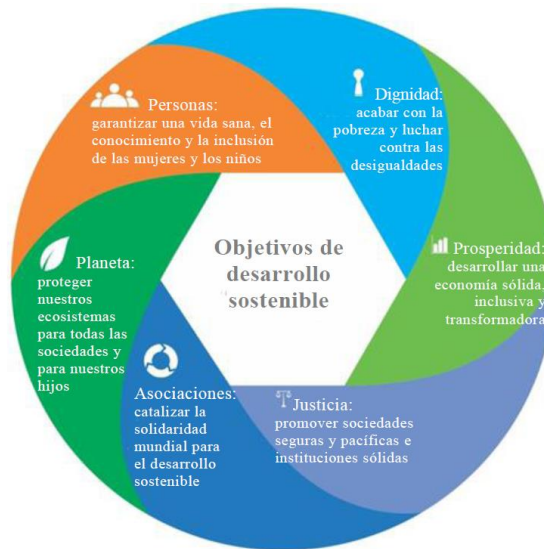 Objetivos de
desarrollo
sostenible
Dignidad:
acabar con la
pobreza y luchar
contra las
desigualdades
Prosperidad:
desarrollar una
economía sólida,
inclusiva y
transformadora
Justicia:
promover sociedades
seguras y pacíficas e
instituciones sólidas
Asociaciones:
catalizar la
solidaridad
mundial para
el desarrollo
sostenible
Planeta:
proteger
nuestros
ecosistemas
para todas las
sociedades y
para nuestros
hijos
Personas:
garantizar una vida sana, el
conocimiento y la inclusión
de las mujeres y los niños